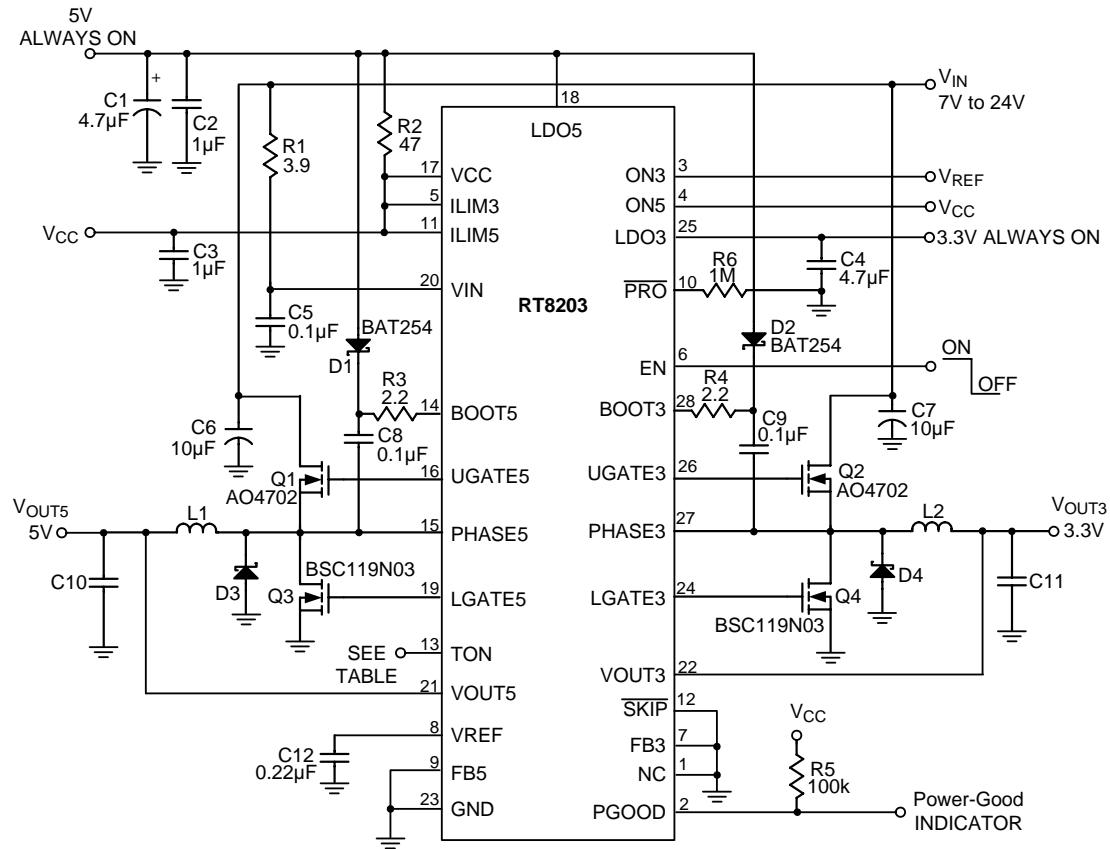 5V
ALWAYS ON
+
C1
4.7µF
C2
1µF
R1
3.9
R2
47
18
LDO5
V_IN
7V to 24V
17
VCC
5
ILIM3
11
ILIM5
V_CC
C3
1µF
20
VIN
C5
0.1µF
BAT254
D1
R3
2.2
14
BOOT5
C8
0.1µF
C6
10µF
Q1
AO4702
16
UGATE5
V_OUT5
5V
L1
15
PHASE5
C10
D3
BSC119N03
Q3
19
LGATE5
SEE
TABLE
13
TON
21
VOUT5
8
VREF
C12
0.22µF
9
FB5
23
GND
RT8203
ON3
3
V_REF
ON5
4
V_CC
LDO3
25
3.3V ALWAYS ON
R6
1M
C4
4.7µF
PRO
10
D2
BAT254
EN
6
ON
OFF
R4
2.2
BOOT3
28
C9
0.1µF
C7
10µF
UGATE3
26
Q2
AO4702
PHASE3
27
L2
V_OUT3
3.3V
D4
C11
LGATE3
24
Q4
BSC119N03
VOUT3
22
SKIP
12
FB3
7
NC
1
V_CC
R5
100k
PGOOD
2
Power-Good
INDICATOR